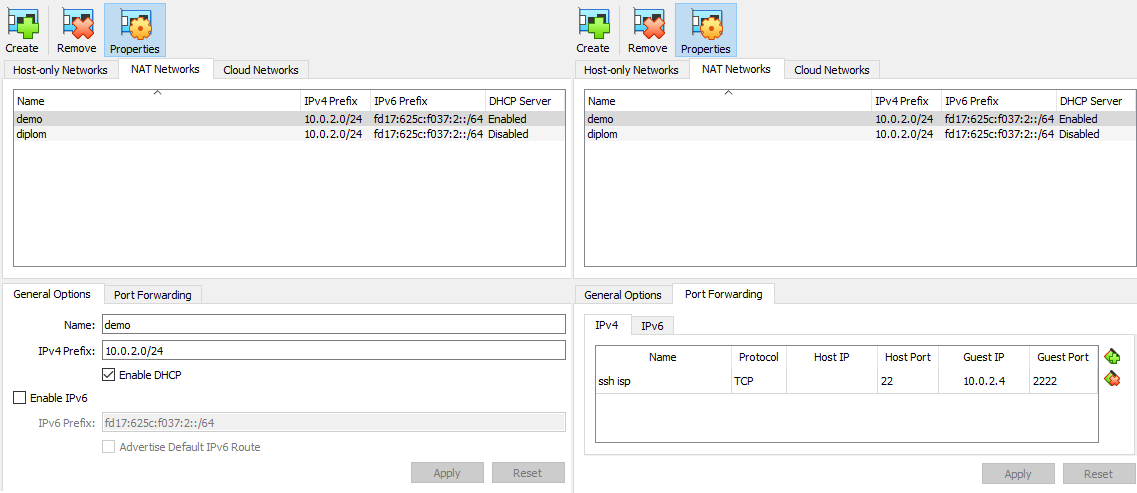 Create Remove Properties
Host-only Networks NAT Networks Cloud Networks
Name IPv4 Prefix IPv6 Prefix DHCP Server
demo 10.0.2.0/24 fd17:625c:f037:2::/64 Enabled
diplom 10.0.2.0/24 fd17:625c:f037:2::/64 Disabled
General Options Port Forwarding
Name: demo
IPv4 Prefix: 10.0.2.0/24
Enable DHCP
Enable IPv6
IPv6 Prefix: fd17:625c:f037:2::/64
Advertise Default IPv6 Route
Apply Reset
Create Remove Properties
Host-only Networks NAT Networks Cloud Networks
Name IPv4 Prefix IPv6 Prefix DHCP Server
demo 10.0.2.0/24 fd17:625c:f037:2::/64 Enabled
diplom 10.0.2.0/24 fd17:625c:f037:2::/64 Disabled
General Options Port Forwarding
IPv4 IPv6
Name Protocol Host IP Host Port Guest IP Guest Port
ssh isp TCP 22 10.0.2.4 2222
Apply Reset